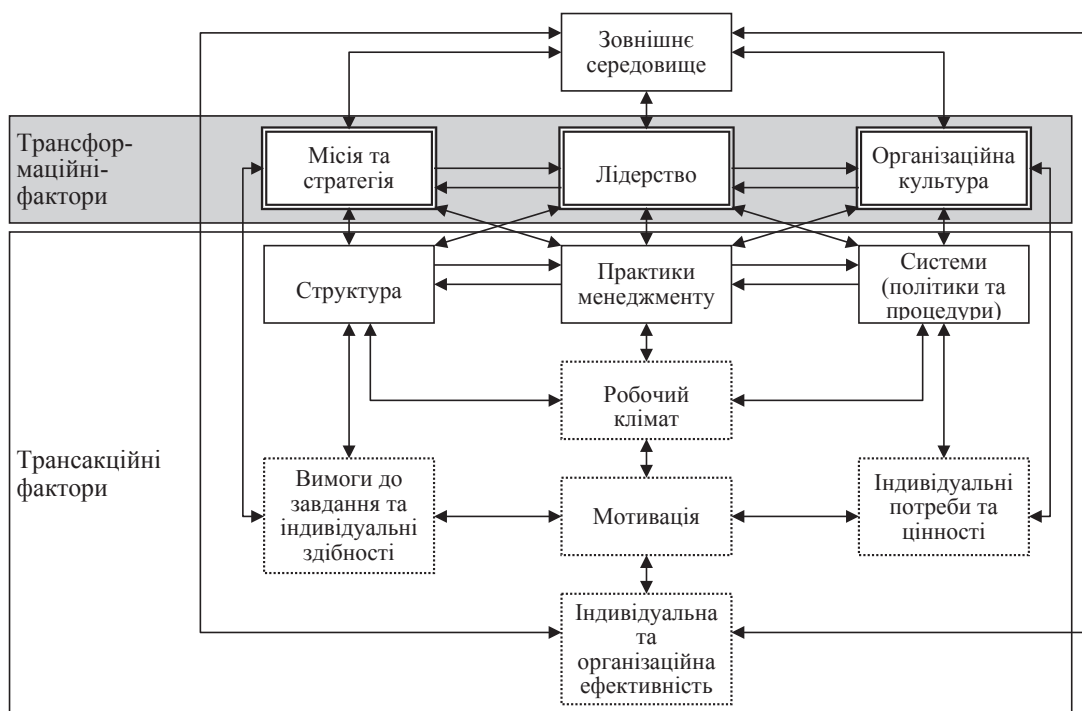 Зовнішнє
середовище
Трансфор-
маційні-
фактори
Місія та
стратегія
Лідерство
Організаційна
культура
Структура
Практики
менеджменту
Системи
(політики та
процедури)
Робочий
клімат
Трансакційні
фактори
Вимоги до
завдання та
індивідуальні
здібності
Мотивація
Індивідуальні
потреби та
цінності
Індивідуальна
та
організаційна
ефективність